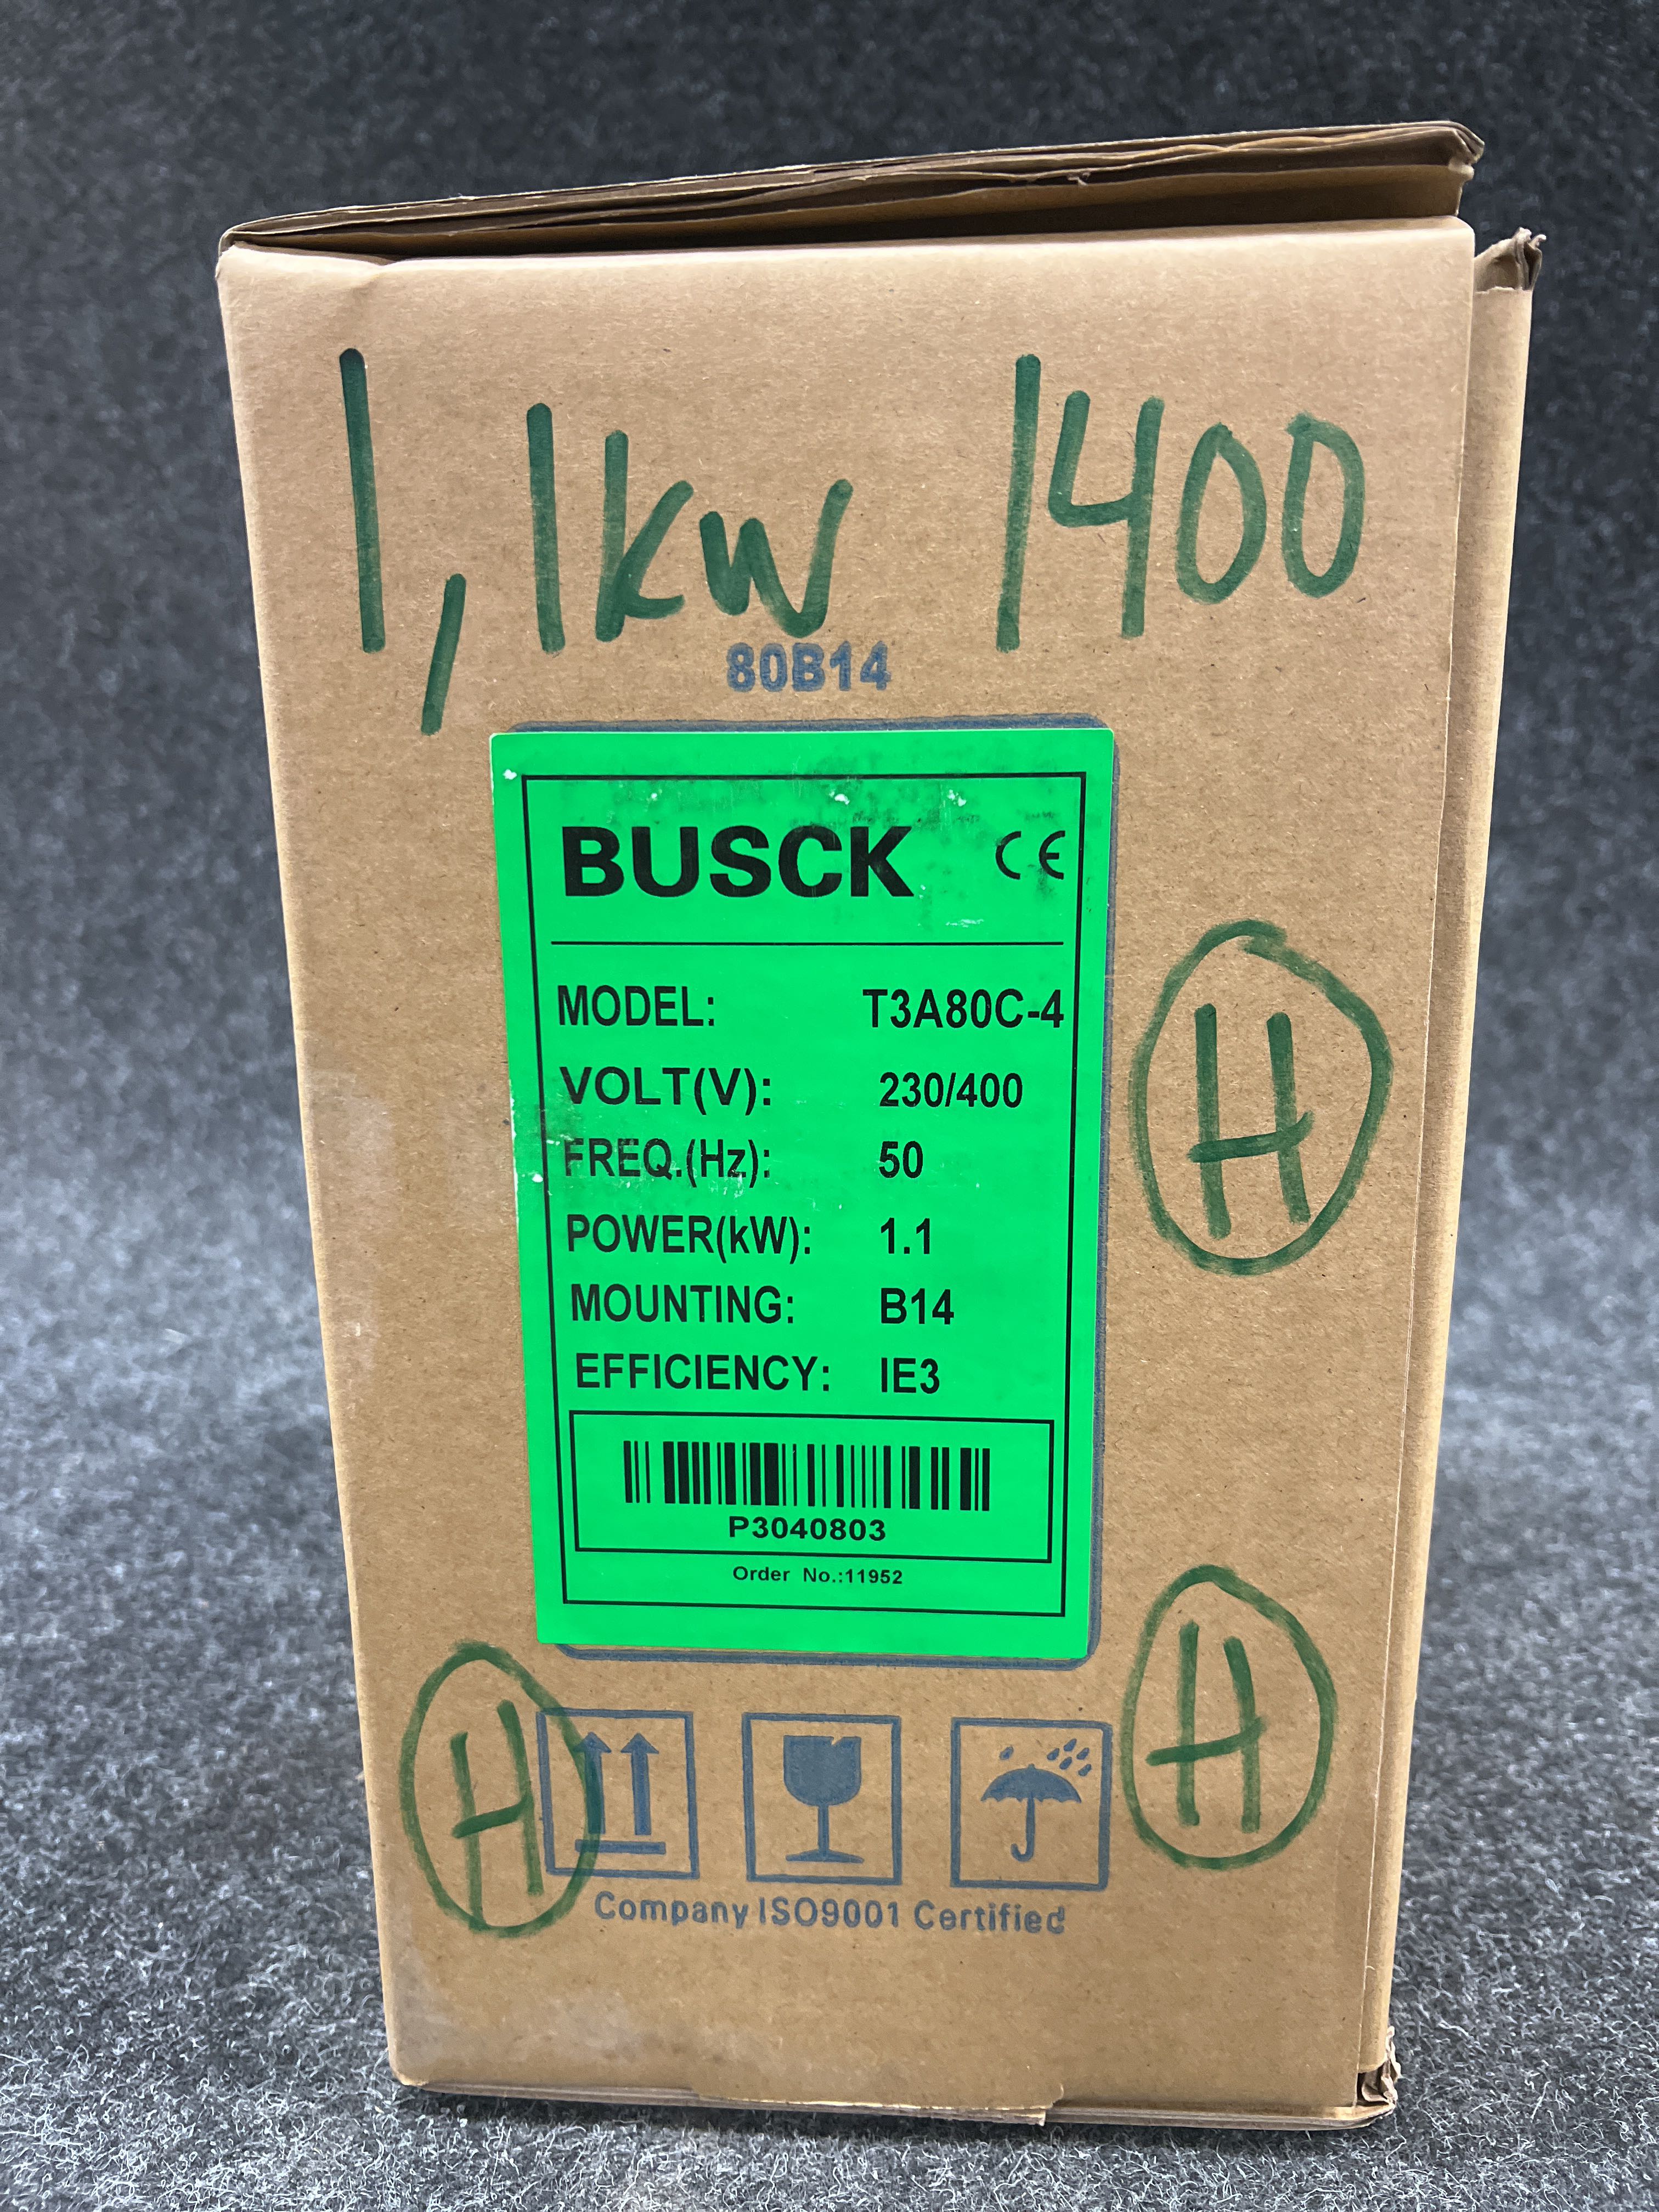 1,1kW 1400
80B14
BUSCK CE
MODEL: T3A80C-4
VOLT(V): 230/400
FREQ.(Hz): 50
POWER(kW): 1.1
MOUNTING: B14
EFFICIENCY: IE3
P3040803
Order No.:11952
H
H
H
Company ISO9001 Certified